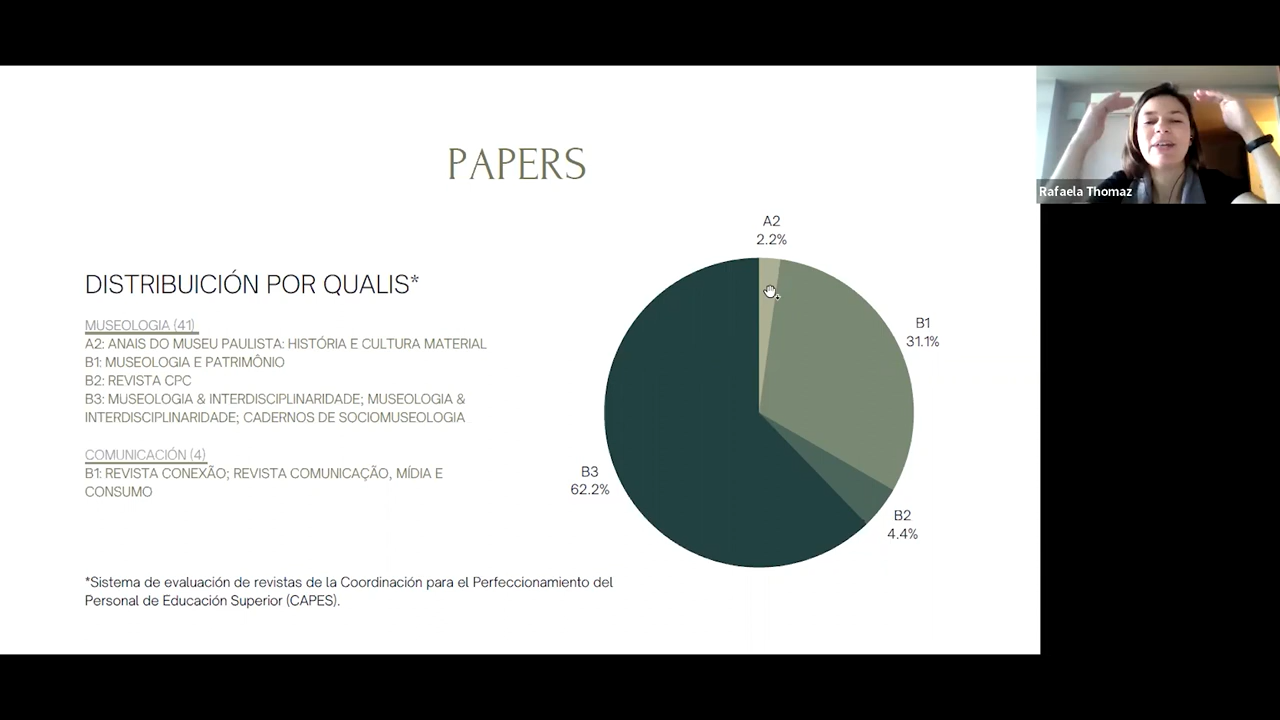 PAPERS
DISTRIBUICIÓN POR QUALIS*
MUSEOLOGIA (41)
A2: ANAIS DO MUSEU PAULISTA: HISTÓRIA E CULTURA MATERIAL
B1: MUSEOLOGIA E PATRIMÔNIO
B2: REVISTA CPC
B3: MUSEOLOGIA & INTERDISCIPLINARIDADE; MUSEOLOGIA &
INTERDISCIPLINARIDADE; CADERNOS DE SOCIOMUSEOLOGIA
COMUNICACIÓN (4)
B1: REVISTA CONEXÃO; REVISTA COMUNICAÇÃO, MÍDIA E
CONSUMO
*Sistema de evaluación de revistas de la Coordinación para el Perfeccionamiento del
Personal de Educación Superior (CAPES).
A2
2.2%
B1
31.1%
B2
4.4%
B3
62.2%
Rafaela Thomaz